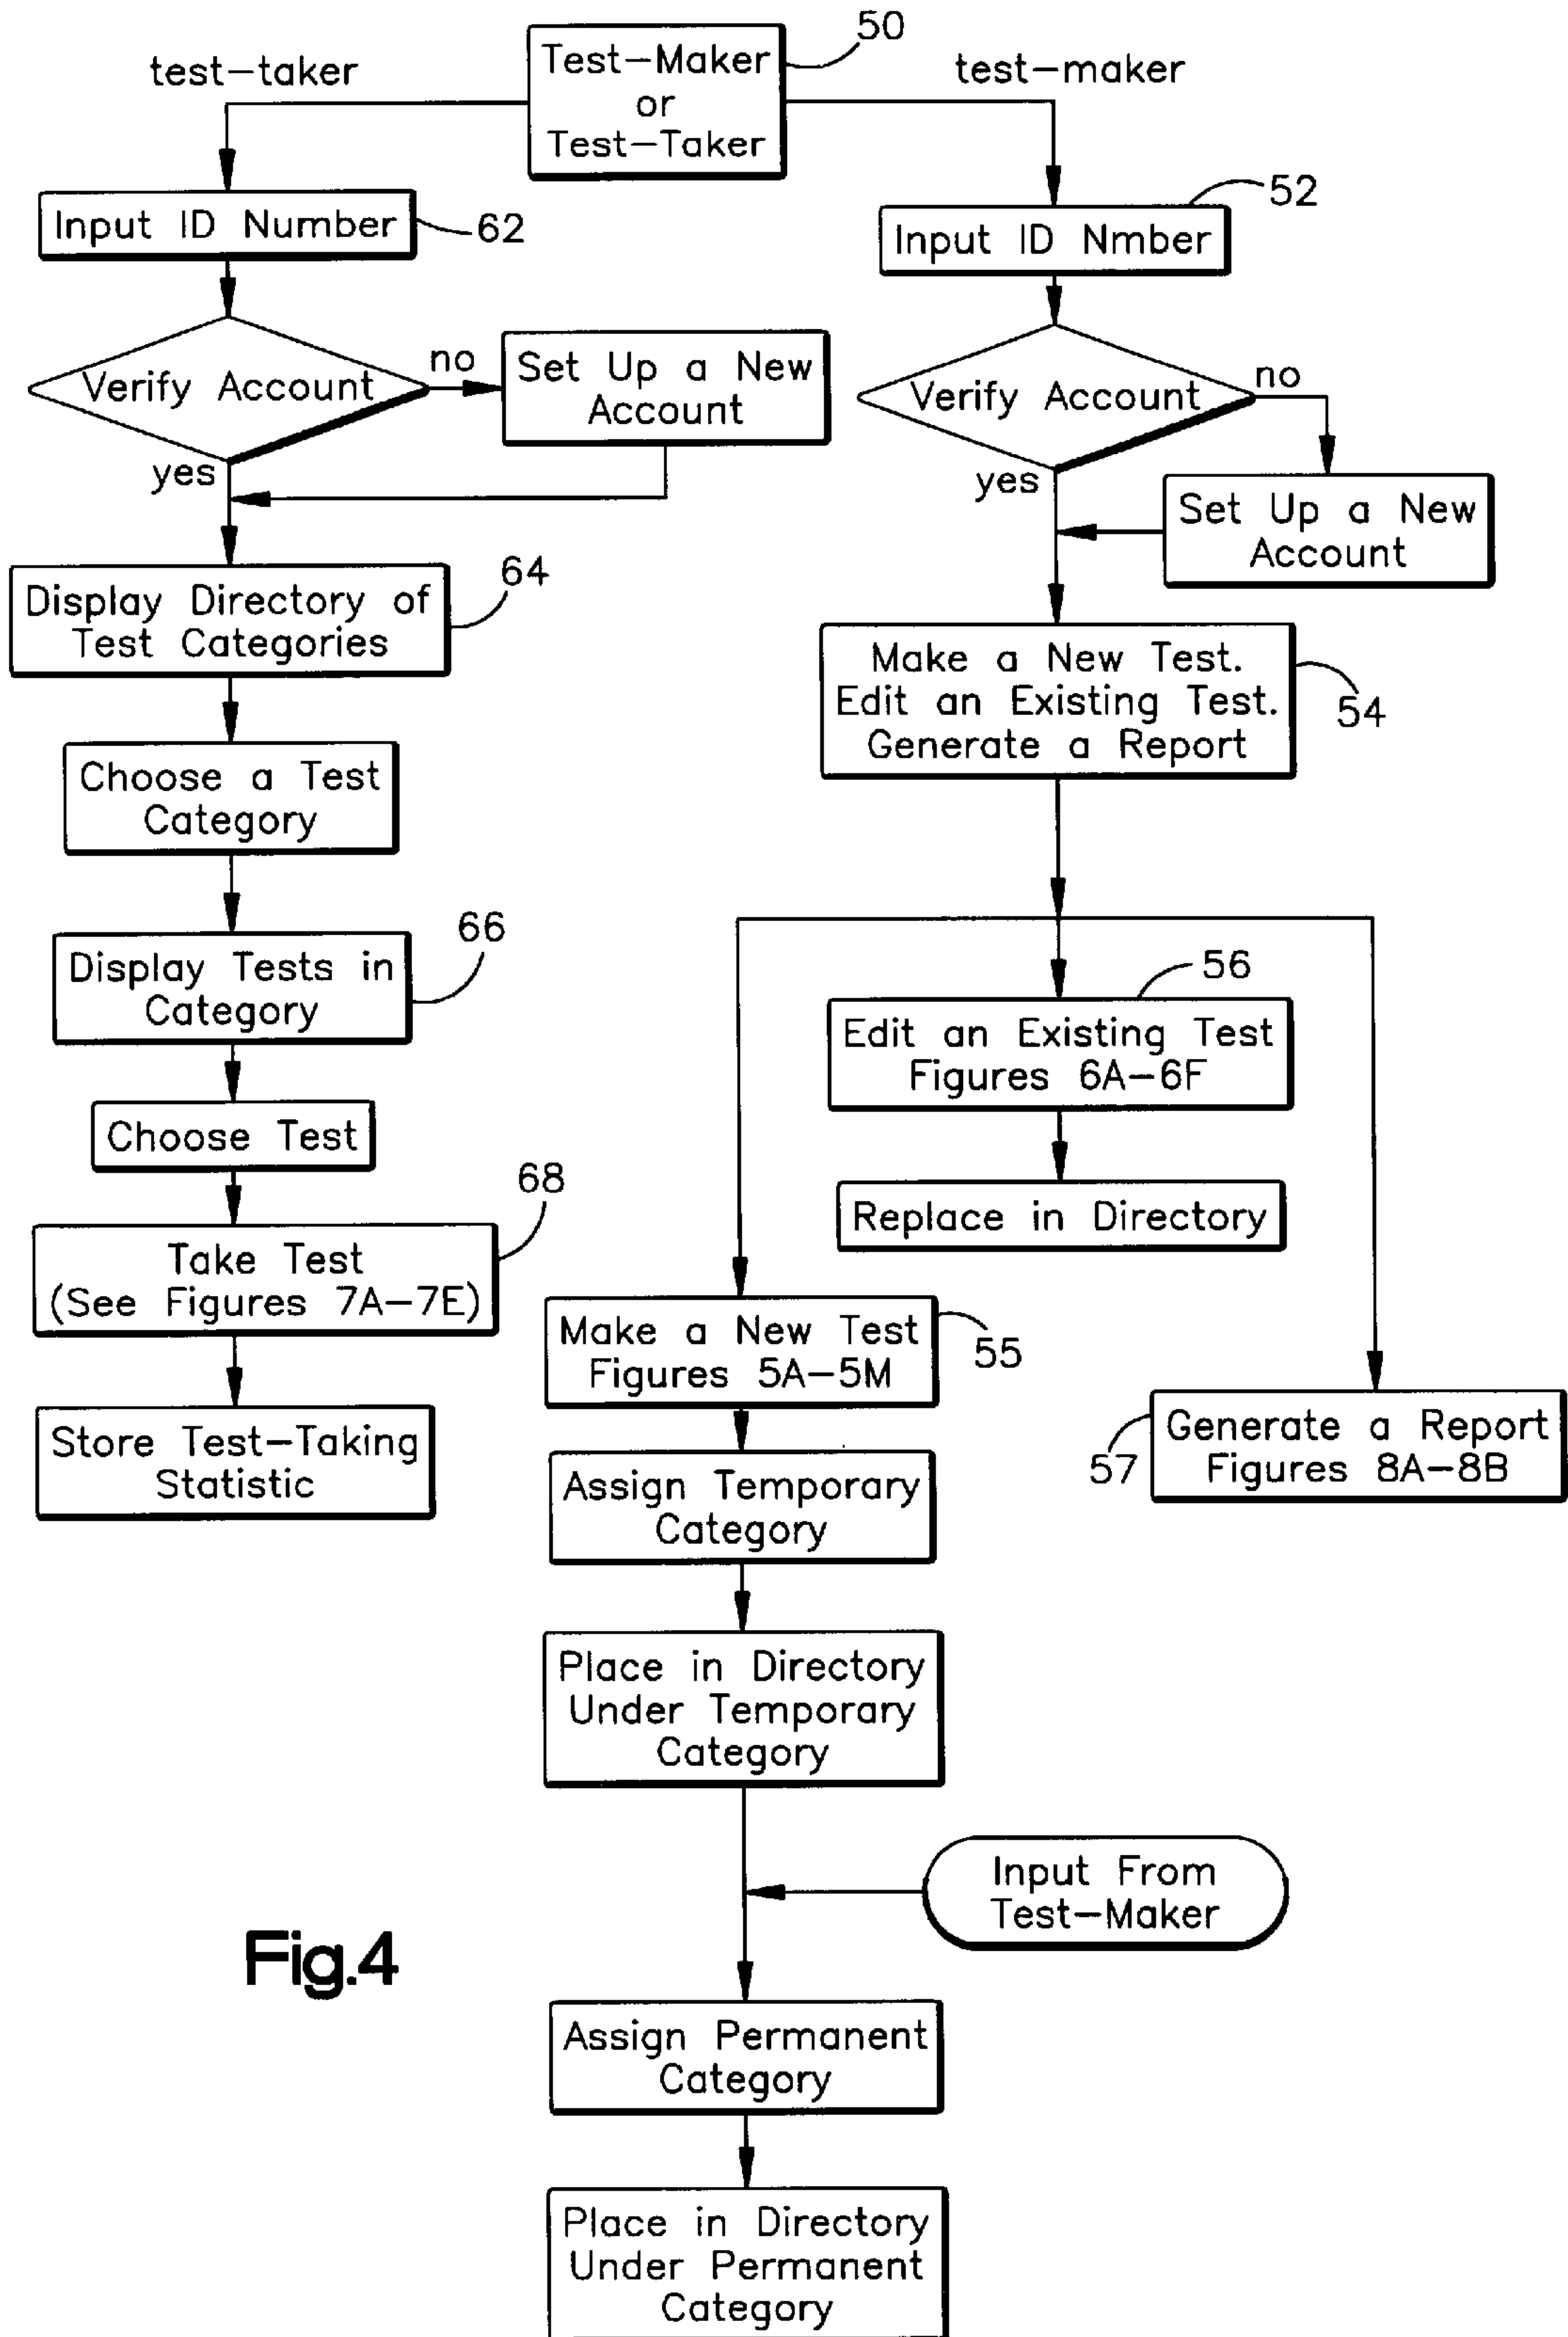 50
test-taker
Test-Maker
or
Test-Taker
test-maker
Input ID Number
62
52
Input ID Nmber
Verify Account
no
yes
Set Up a New
Account
Verify Account
no
yes
Set Up a New
Account
Display Directory of
Test Categories
64
Make a New Test.
Edit an Existing Test.
Generate a Report
54
Choose a Test
Category
Display Tests in
Category
66
56
Edit an Existing Test
Figures 6A-6F
Choose Test
Replace in Directory
68
Take Test
(See Figures 7A-7E)
Make a New Test
Figures 5A-5M
55
Store Test-Taking
Statistic
57
Generate a Report
Figures 8A-8B
Assign Temporary
Category
Place in Directory
Under Temporary
Category
Input From
Test-Maker
Fig.4
Assign Permanent
Category
Place in Directory
Under Permanent
Category